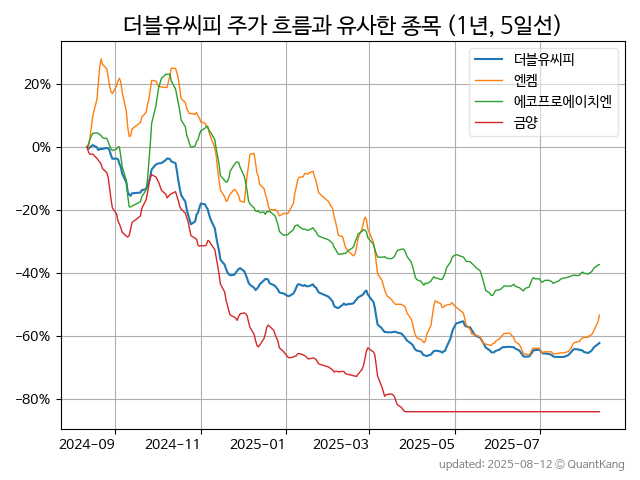 더블유씨피 주가 흐름과 유사한 종목 (1년, 5일선)
더블유씨피
엔켐
에코프로에이치엔
금양
20%
0%
−20%
−40%
−60%
−80%
2024−09
2024−11
2025−01
2025−03
2025−05
2025−07
updated: 2025-08-12 © QuantKang